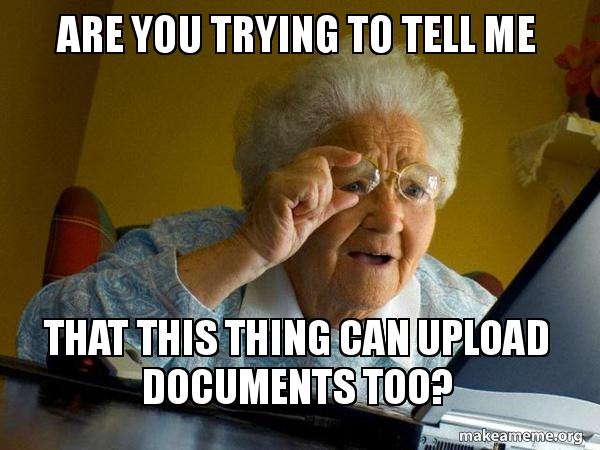 ARE YOU TRYING TO TELL ME
THAT THIS THING CAN UPLOAD
DOCUMENTS TOO?
makeameme.org